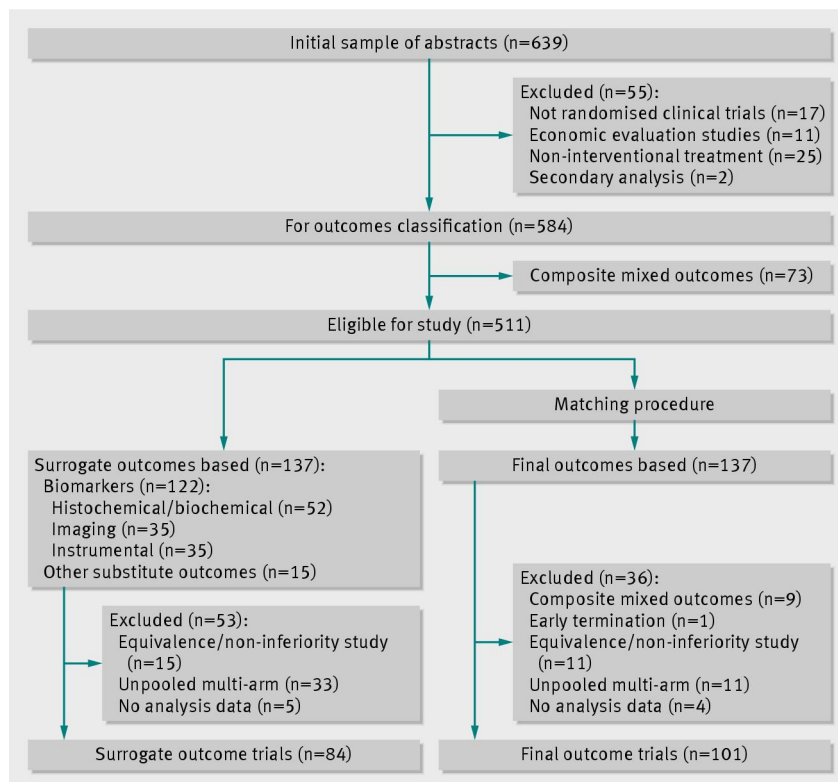 Initial sample of abstracts (n=639)
Excluded (n=55):
Not randomised clinical trials (n=17)
Economic evaluation studies (n=11)
Non-interventional treatment (n=25)
Secondary analysis (n=2)
For outcomes classification (n=584)
Composite mixed outcomes (n=73)
Eligible for study (n=511)
Matching procedure
Surrogate outcomes based (n=137):
Biomarkers (n=122):
Histochemical/biochemical (n=52)
Imaging (n=35)
Instrumental (n=35)
Other substitute outcomes (n=15)
Final outcomes based (n=137)
Excluded (n=53):
Equivalence/non-inferiority study
(n=15)
Unpooled multi-arm (n=33)
No analysis data (n=5)
Excluded (n=36):
Composite mixed outcomes (n=9)
Early termination (n=1)
Equivalence/non-inferiority study
(n=11)
Unpooled multi-arm (n=11)
No analysis data (n=4)
Surrogate outcome trials (n=84)
Final outcome trials (n=101)